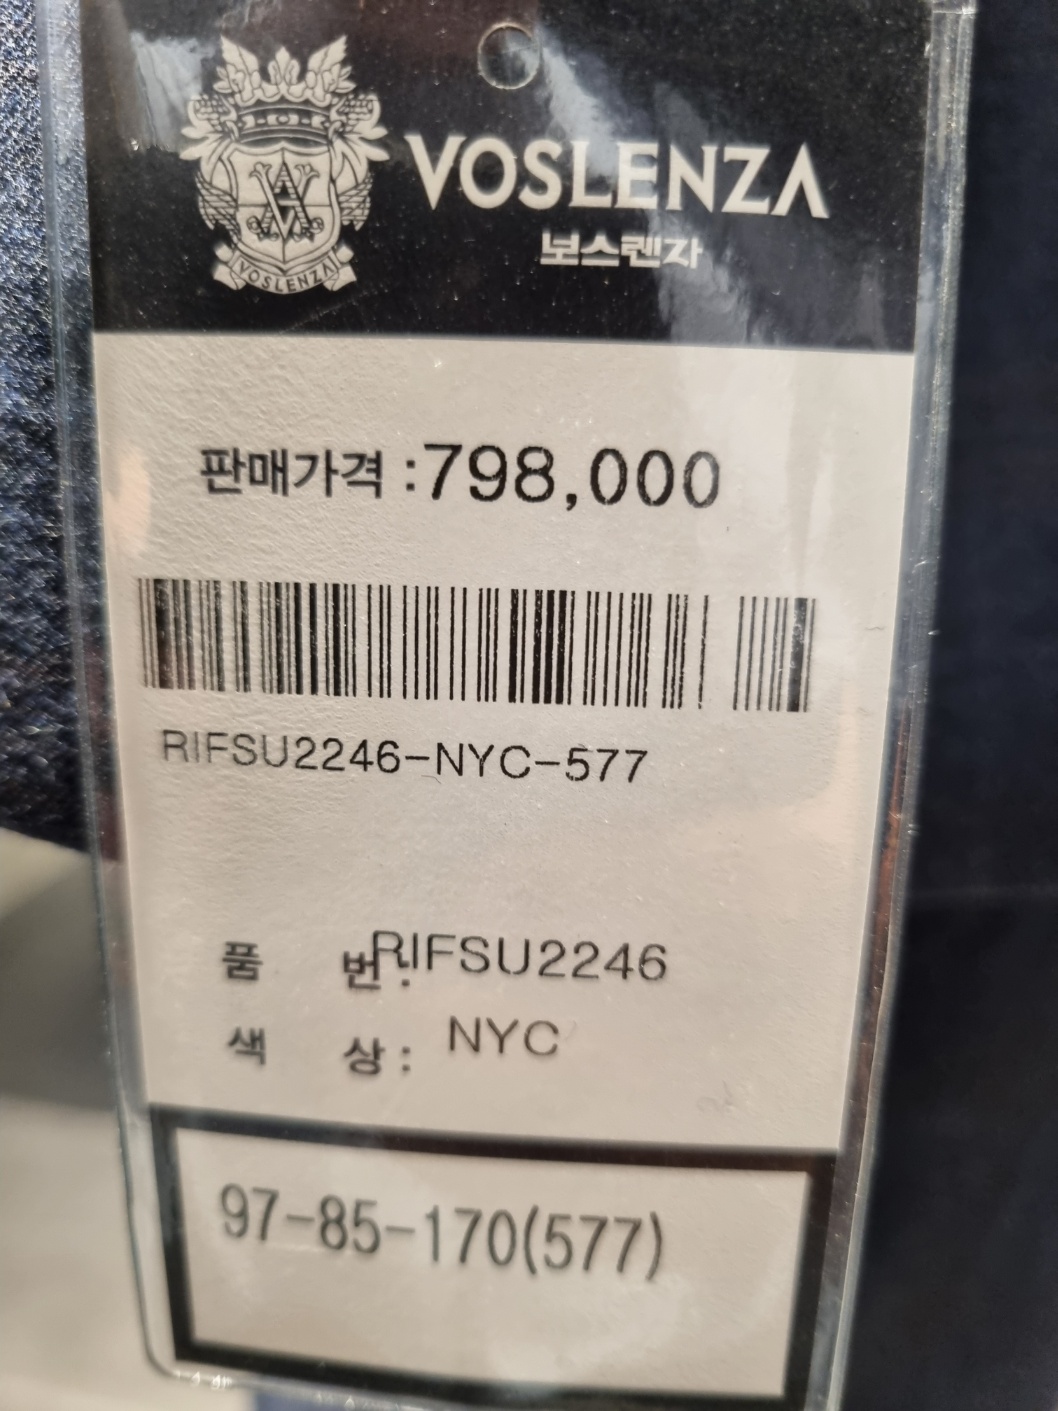 VOSLENZA
VOSLENZA
보스렌자
판매가격 :798,000
RIFSU2246-NYC-577
품 번: RIFSU2246
색 상: NYC
97-85-170(577)